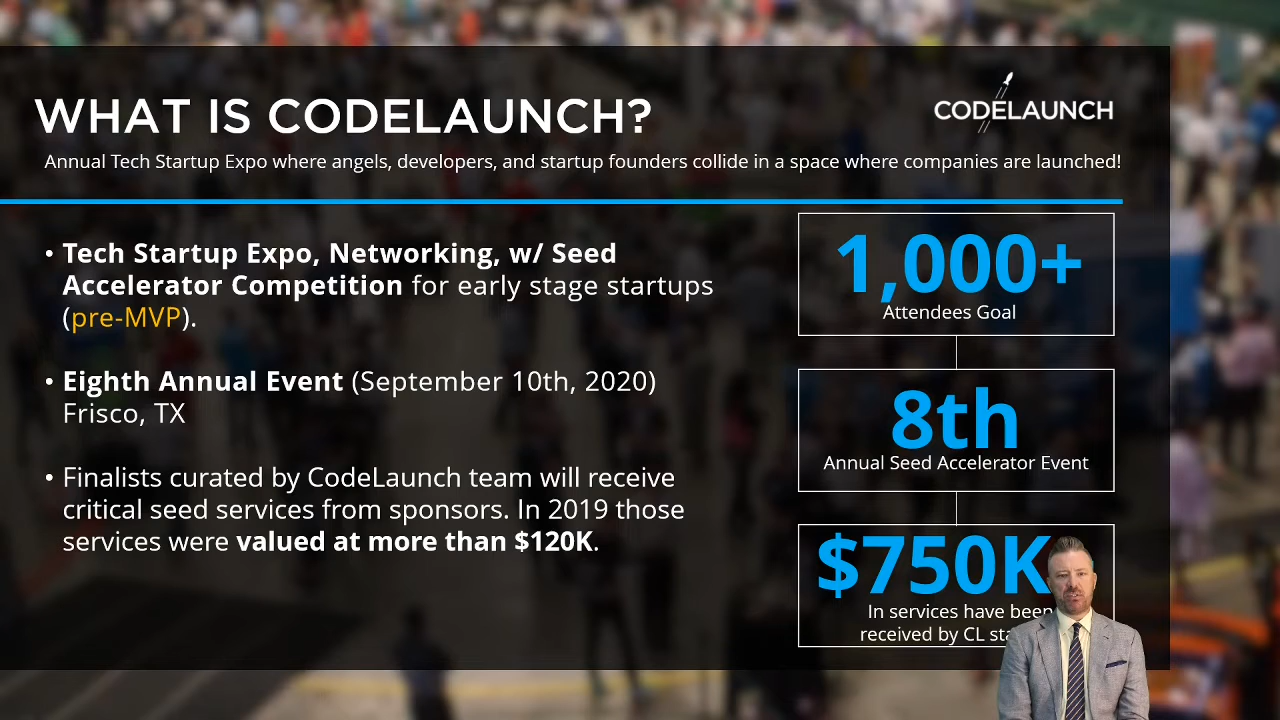 WHAT IS CODELAUNCH?
CODELAUNCH
Annual Tech Startup Expo where angels, developers, and startup founders collide in a space where companies are launched!
• Tech Startup Expo, Networking, w/ Seed
Accelerator Competition for early stage startups
(pre-MVP).
• Eighth Annual Event (September 10th, 2020)
Frisco, TX
• Finalists curated by CodeLaunch team will receive
critical seed services from sponsors. In 2019 those
services were valued at more than $120K.
1,000+
Attendees Goal
8th
Annual Seed Accelerator Event
$750K
In services have been
received by CL